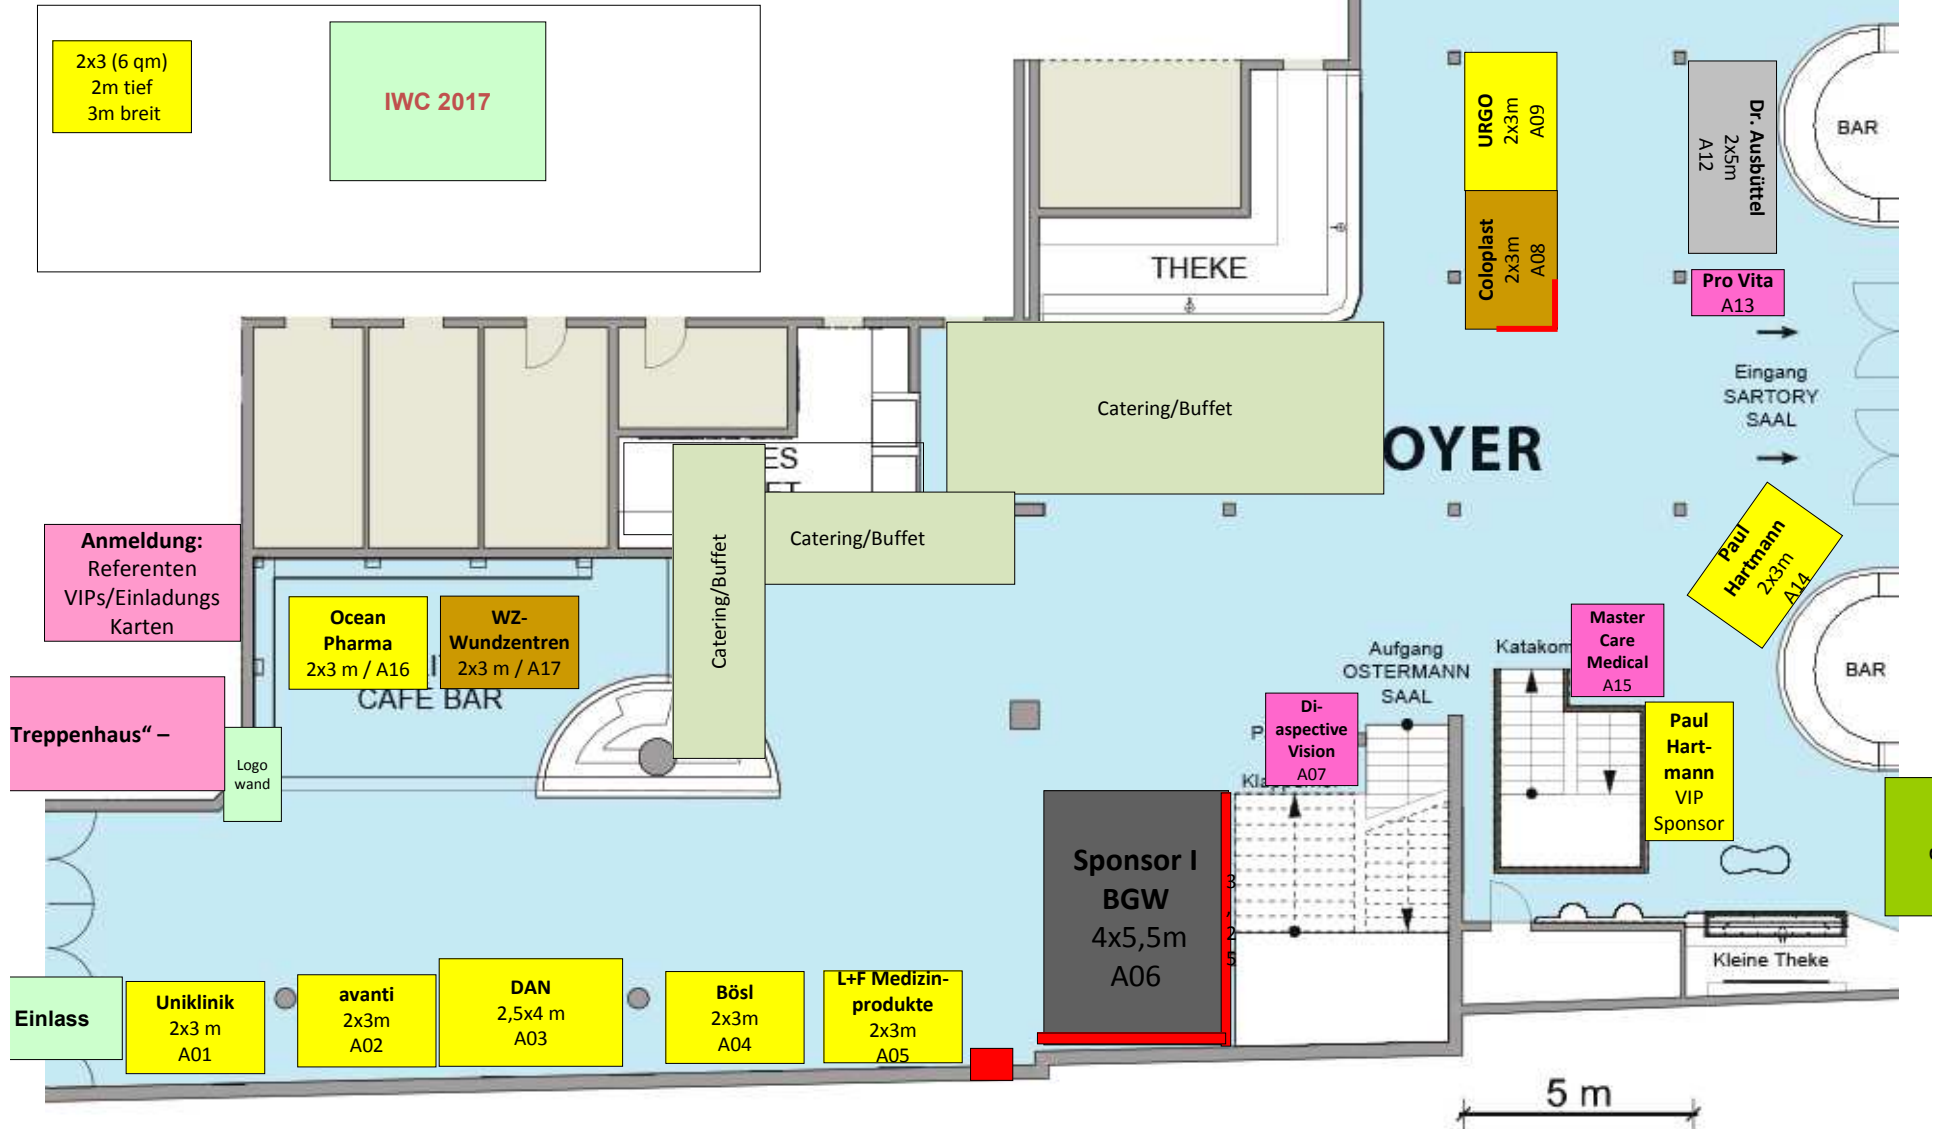 2x3 (6 qm)
2m tief
3m breit
IWC 2017
URGO
2x3m
A09
Coloplast
2x3m
A08
Dr. Ausbüttel
2x5m
A12
BAR
THEKE
Pro Vita
A13
Eingang
SARTORY
SAAL
Catering/Buffet
OYER
ES
Catering/Buffet
Catering/Buffet
Anmeldung:
Referenten
VIPs/Einladungs
Karten
Ocean
Pharma
2x3 m / A16
WZ-
Wundzentren
2x3 m / A17
CAFE BAR
Paul
Hartmann
2x3m
A14
Master
Care
Medical
A15
Katakom
Aufgang
OSTERMANN
SAAL
BAR
Treppenhaus“ –
Logo
wand
Di-
aspective
Vision
A07
P
Kla
Paul
Hart-
mann
VIP
Sponsor
Sponsor I
BGW
4x5,5m
A06
3
,
2
5
Kleine Theke
Einlass
Uniklinik
2x3 m
A01
avanti
2x3m
A02
DAN
2,5x4 m
A03
Bösl
2x3m
A04
L+F Medizin-
produkte
2x3m
A05
5 m